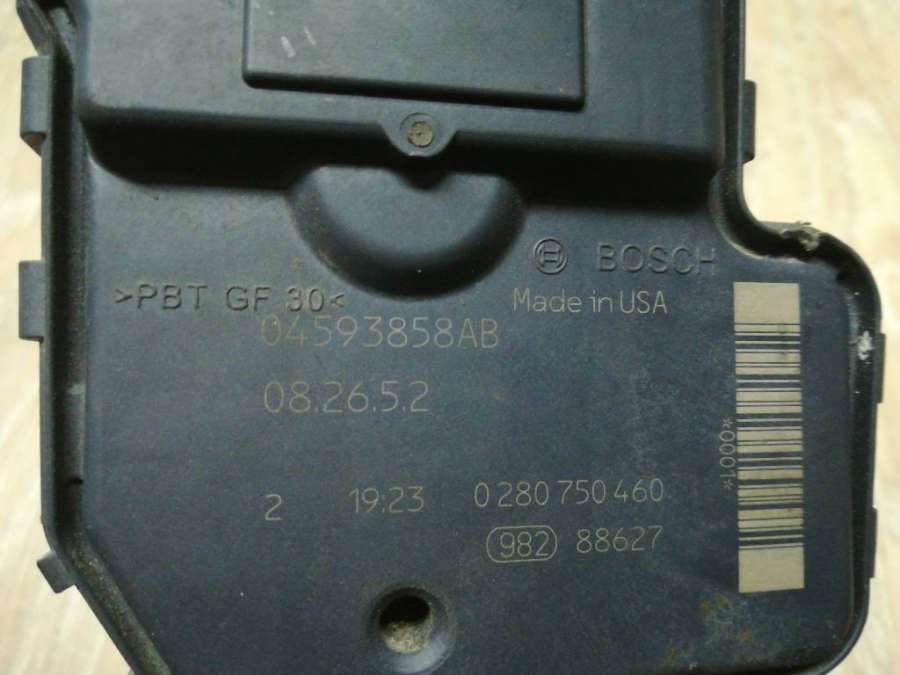 BOSCH
>PBT GF 30<
Made in USA
04593858AB
08.26.5.2
2 19:23 0 280 750 460
982 88627
*0001*